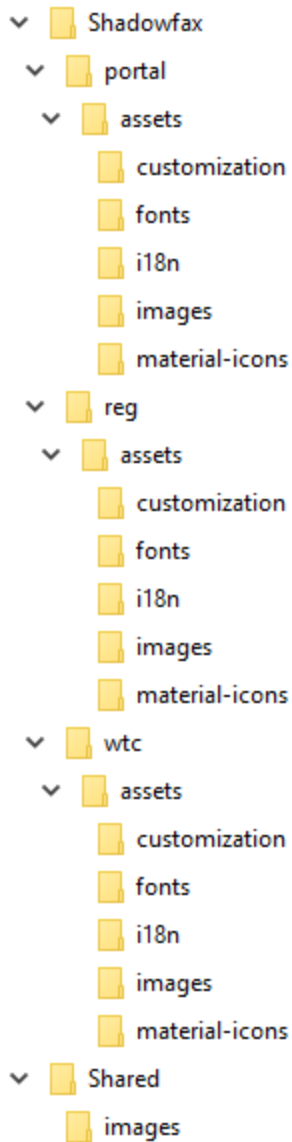 Shadowfax
portal
assets
customization
fonts
i18n
images
material-icons
reg
assets
customization
fonts
i18n
images
material-icons
wtc
assets
customization
fonts
i18n
images
material-icons
Shared
images